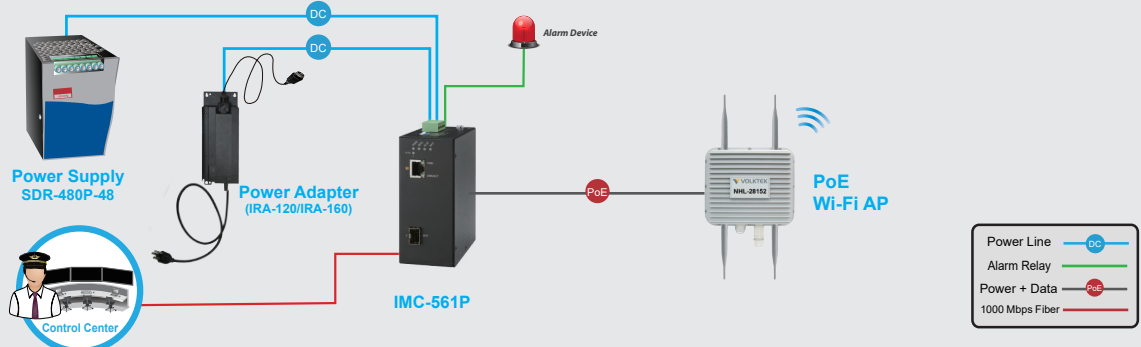 DC
DC
Alarm Device
Power Supply
SDR-480P-48
Power Adapter
(IRA-120/IRA-160)
PoE
VOLKTEK
NHL-28152
PoE
Wi-Fi AP
IMC-561P
Control Center
Power Line
DC
Alarm Relay
Power + Data
PoE
1000 Mbps Fiber